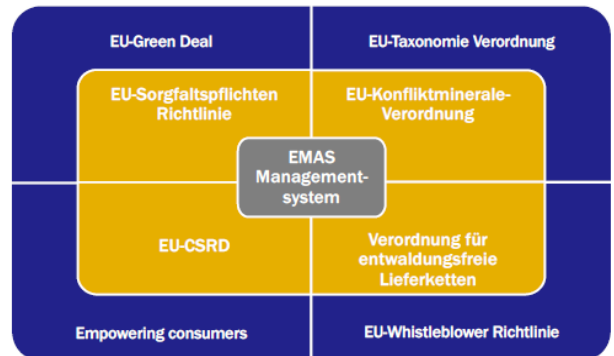 EU-Green Deal
EU-Taxonomie Verordnung
EU-Sorgfaltspflichten
Richtlinie
EU-Konfliktminerale-
Verordnung
EMAS
Management-
system
EU-CSRD
Verordnung für
entwaldungsfreie
Lieferketten
Empowering consumers
EU-Whistleblower Richtlinie